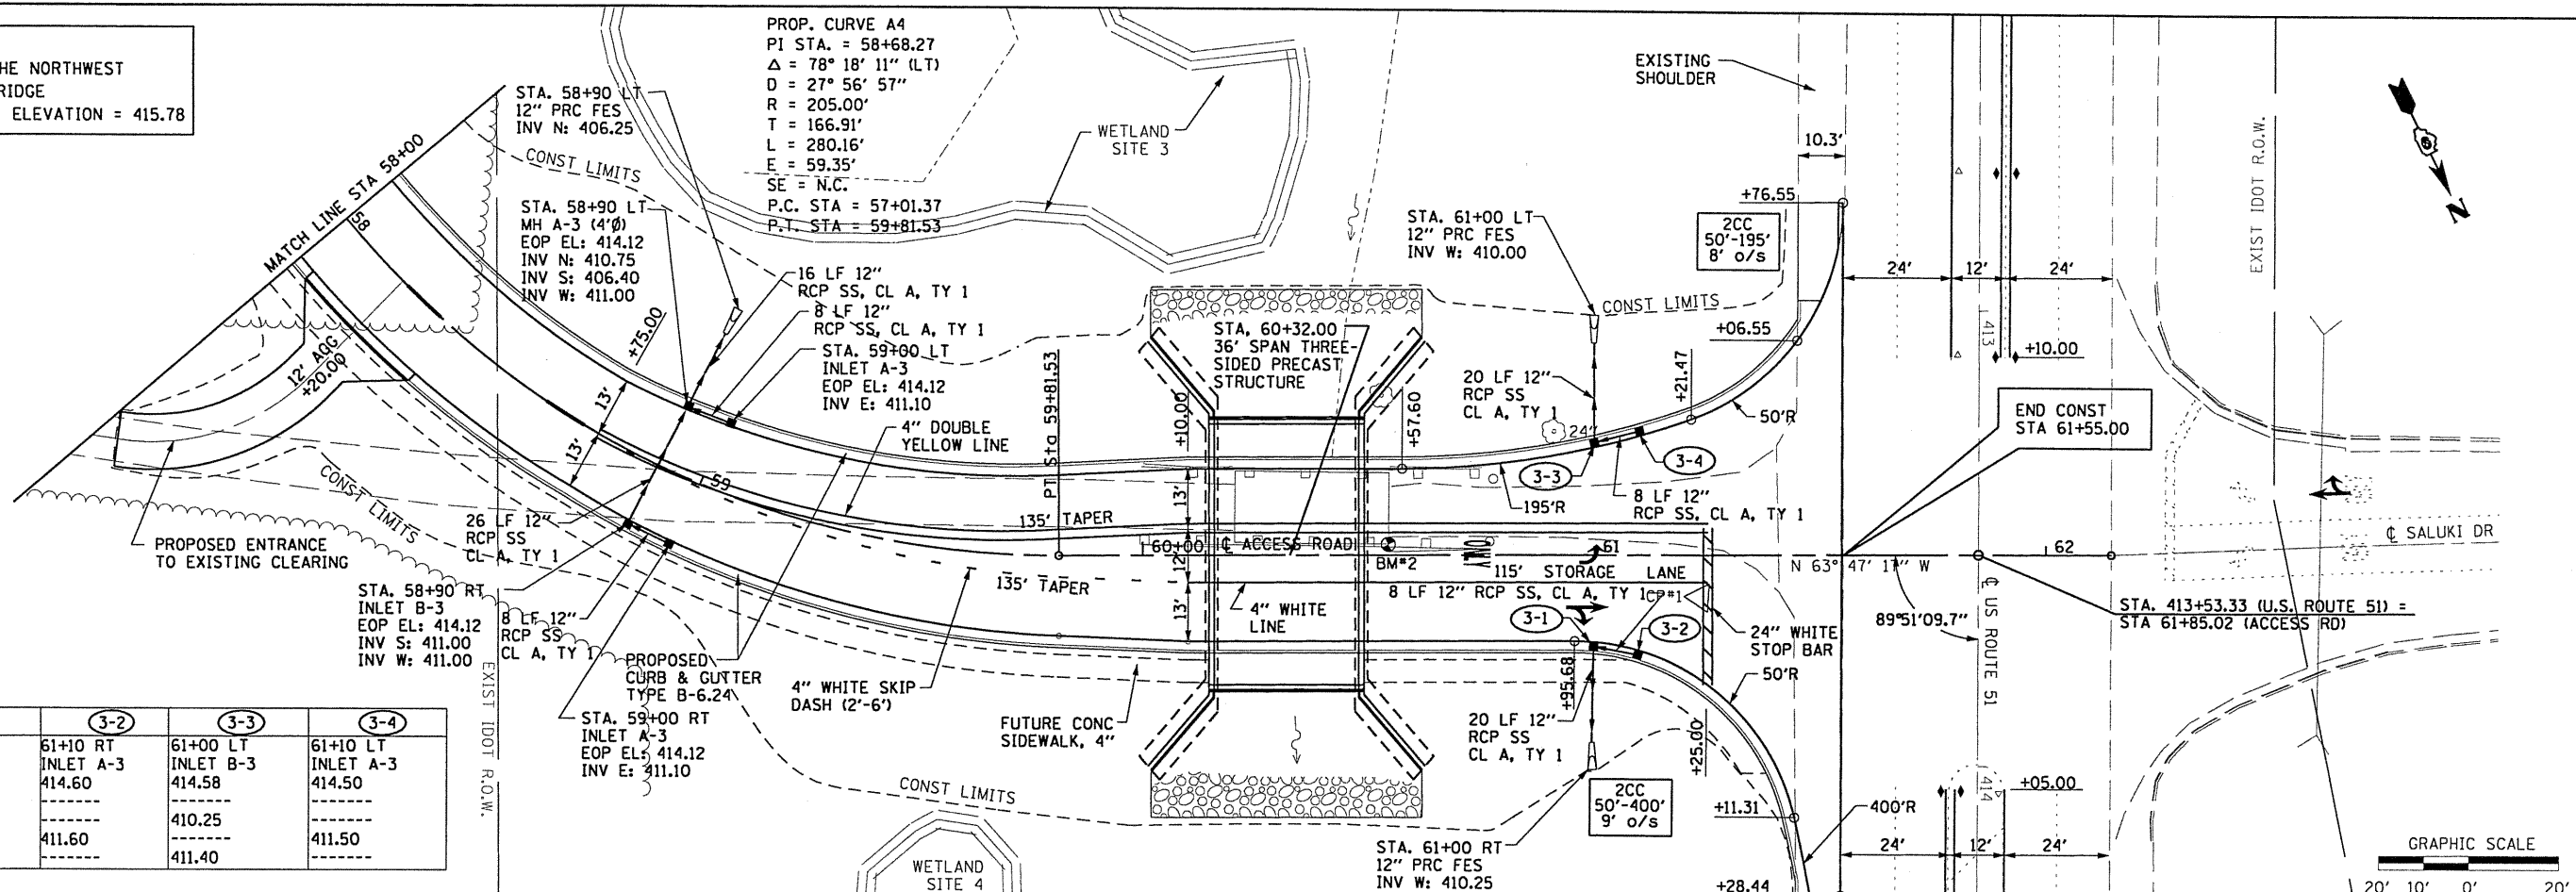 HE NORTHWEST
RIDGE
ELEVATION = 415.78
MATCH LINE STA 58+00
58
STA. 58+90 LT
12" PRC FES
INV N: 406.25
CONST LIMITS
STA. 58+90 LT
MH A-3 (4'Ø)
EOP EL: 414.12
INV N: 410.75
INV S: 406.40
INV W: 411.00
PROP. CURVE A4
PI STA. = 58+68.27
Δ = 78° 18' 11" (LT)
D = 27° 56' 57"
R = 205.00'
T = 166.91'
L = 280.16'
E = 59.35'
SE = N.C.
P.C. STA = 57+01.37
P.T. STA = 59+81.53
WETLAND
SITE 3
16 LF 12"
RCP SS, CL A, TY 1
8 LF 12"
RCP SS, CL A, TY 1
STA. 59+00 LT
INLET A-3
EOP EL: 414.12
INV E: 411.10
+75.00
13'
13'
12' AGG
+20.00
59
4" DOUBLE
YELLOW LINE
PT Sta 59+81.53
+10.00
STA. 60+32.00
36' SPAN THREE-
SIDED PRECAST
STRUCTURE
+57.60
STA. 61+00 LT
12" PRC FES
INV W: 410.00
20 LF 12"
RCP SS
CL A, TY 1
24"
+21.47
3-3
3-4
8 LF 12"
RCP SS, CL A, TY 1
195'R
50'R
CONST LIMITS
2CC
50'-195'
8' o/s
+76.55
+06.55
EXISTING
SHOULDER
10.3'
24'
12'
24'
413
+10.00
EXIST IDOT R.O.W.
N
END CONST
STA 61+55.00
℄ SALUKI DR
62
N 63° 47' 17" W
89°51'09.7"
℄ US ROUTE 51
STA. 413+53.33 (U.S. ROUTE 51) =
STA 61+85.02 (ACCESS RD)
135' TAPER
60+00
℄ ACCESS ROAD
13'
12'
13'
BM#2
ONLY
61
115' STORAGE LANE
8 LF 12" RCP SS, CL A, TY 1
CP#1
135' TAPER
4" WHITE
LINE
3-1
3-2
24" WHITE
STOP BAR
50'R
PROPOSED ENTRANCE
TO EXISTING CLEARING
CONST LIMITS
26 LF 12"
RCP SS
CL A, TY 1
STA. 58+90 RT
INLET B-3
EOP EL: 414.12
INV S: 411.00
INV W: 411.00
8 LF 12"
RCP SS
CL A, TY 1
EXIST IDOT R.O.W.
PROPOSED
CURB & GUTTER
TYPE B-6.24
STA. 59+00 RT
INLET A-3
EOP EL: 414.12
INV E: 411.10
4" WHITE SKIP
DASH (2'-6')
FUTURE CONC
SIDEWALK, 4"
CONST LIMITS
WETLAND
SITE 4
+95.68
20 LF 12"
RCP SS
CL A, TY 1
+25.00
2CC
50'-400'
9' o/s
STA. 61+00 RT
12" PRC FES
INV W: 410.25
+11.31
400'R
+28.44
24'
12'
24'
414
+05.00
GRAPHIC SCALE
20' 10' 0' 20'
3-2 3-3 3-4
61+10 RT 61+00 LT 61+10 LT
INLET A-3 INLET B-3 INLET A-3
414.60 414.58 414.50
------- ------- -------
------- 410.25 -------
411.60 ------- 411.50
------- 411.40 -------